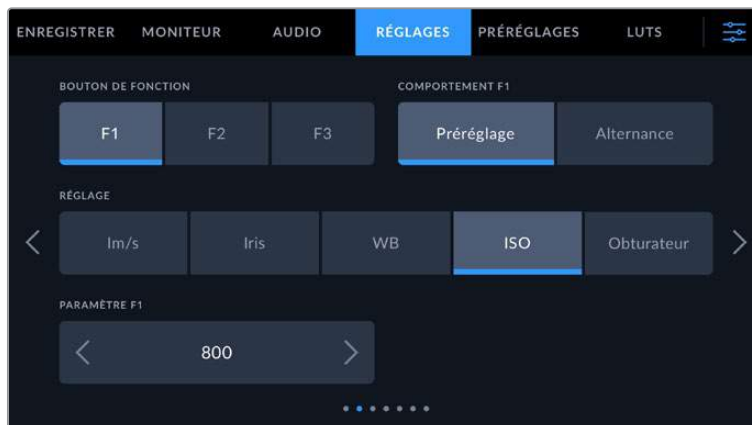 ENREGISTRER MONITEUR AUDIO RÉGLAGES PRÉRÉGLAGES LUTS
BOUTON DE FONCTION COMPORTEMENT F1
F1 F2 F3 Préréglage Alternance
RÉGLAGE
Im/s Iris WB ISO Obturateur
PARAMÈTRE F1
800